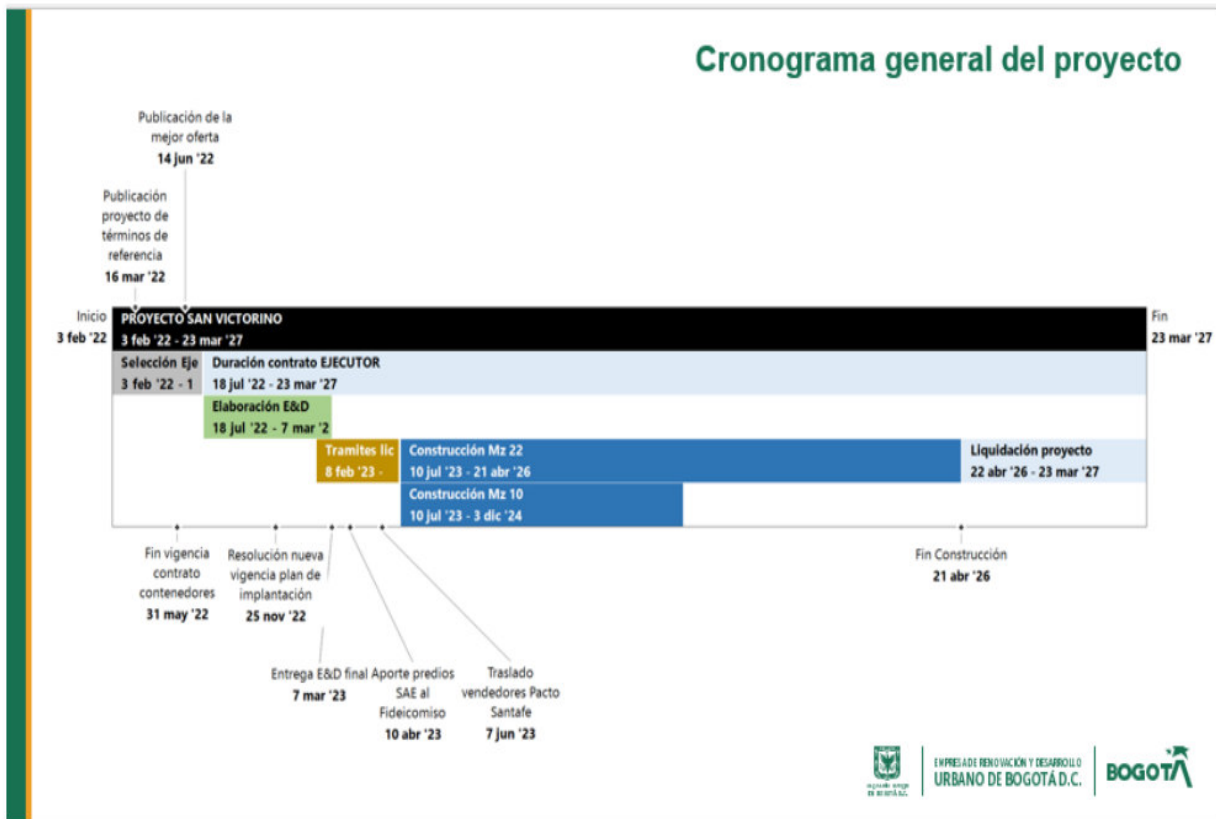 Cronograma general del proyecto
Publicación de la
mejor oferta
14 jun '22
Publicación
proyecto de
términos de
referencia
16 mar '22
Inicio
3 feb '22
PROYECTO SAN VICTORINO
3 feb '22 - 23 mar '27
Fin
23 mar '27
Selección Eje
3 feb '22 - 1
Duración contrato EJECUTOR
18 jul '22 - 23 mar '27
Elaboración E&D
18 jul '22 - 7 mar '2
Tramites lic
8 feb '23 -
Construcción Mz 22
10 jul '23 - 21 abr '26
Liquidación proyecto
22 abr '26 - 23 mar '27
Construcción Mz 10
10 jul '23 - 3 dic '24
Fin vigencia
contrato
contenedores
31 may '22
Resolución nueva
vigencia plan de
implantación
25 nov '22
Fin Construcción
21 abr '26
Entrega E&D final
7 mar '23
Aporte predios
SAE al
Fideicomiso
10 abr '23
Traslado
vendedores Pacto
Santafe
7 jun '23
EMPRESA DE RENOVACIÓN Y DESARROLLO
URBANO DE BOGOTÁ D.C.
BOGOTÁ
DE BOGOTÁ D.C.